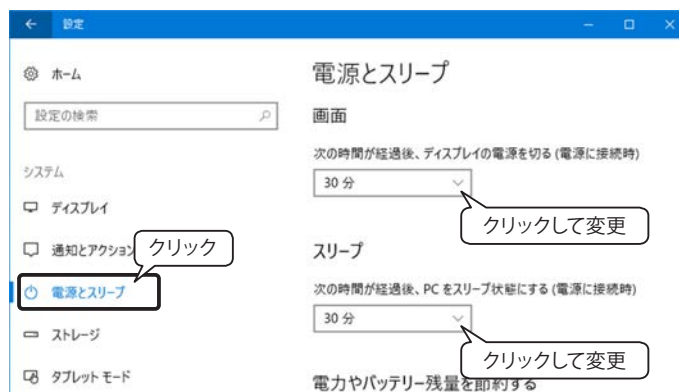 設定
ホーム
設定の検索
システム
ディスプレイ
通知とアクション
クリック
電源とスリープ
ストレージ
タブレット モード
電源とスリープ
画面
次の時間が経過後、ディスプレイの電源を切る (電源に接続時)
30 分
クリックして変更
スリープ
次の時間が経過後、PC をスリープ状態にする (電源に接続時)
30 分
クリックして変更
電力やバッテリー残量を節約する